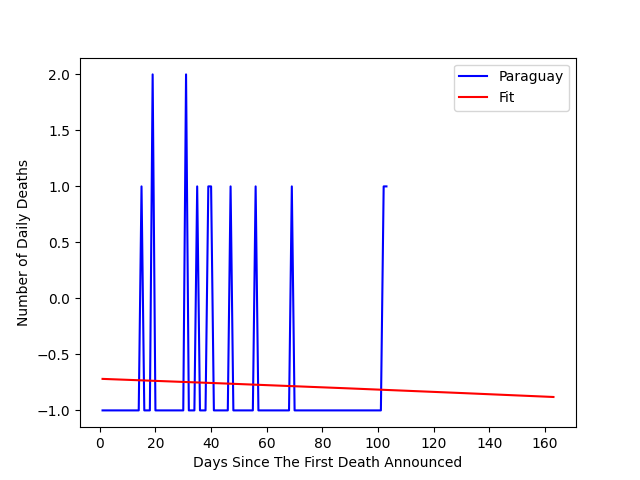 Paraguay
Fit
2.0
1.5
1.0
0.5
0.0
−0.5
−1.0
Number of Daily Deaths
0 20 40 60 80 100 120 140 160
Days Since The First Death Announced